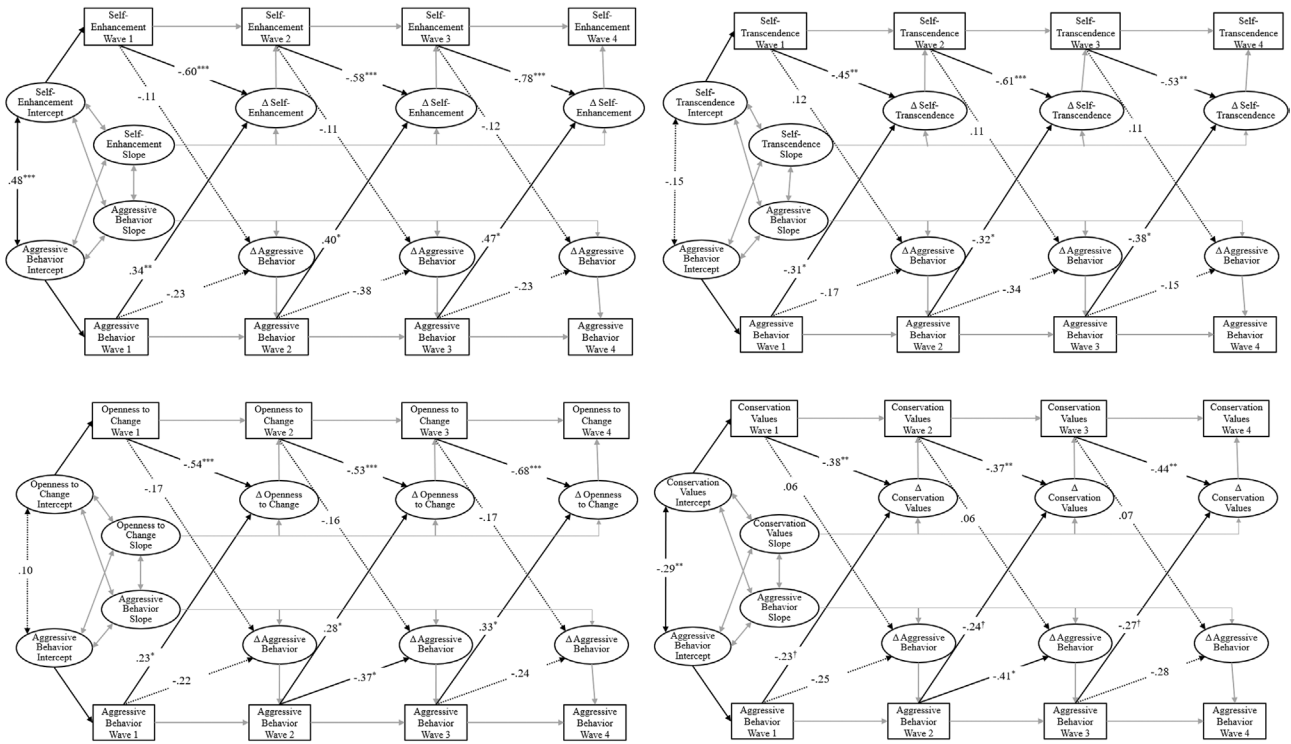 Self-
Enhancement
Wave 1
Self-
Enhancement
Wave 2
Self-
Enhancement
Wave 3
Self-
Enhancement
Wave 4
-.60***
-.58***
-.78***
-.11
-.11
-.12
Self-
Enhancement
Intercept
Δ Self-
Enhancement
Δ Self-
Enhancement
Δ Self-
Enhancement
Self-
Enhancement
Slope
.48***
Aggressive
Behavior
Slope
Aggressive
Behavior
Intercept
Δ Aggressive
Behavior
Δ Aggressive
Behavior
Δ Aggressive
Behavior
.34**
.40*
.47*
-.23
-.38
-.23
Aggressive
Behavior
Wave 1
Aggressive
Behavior
Wave 2
Aggressive
Behavior
Wave 3
Aggressive
Behavior
Wave 4
Self-
Transcendence
Wave 1
Self-
Transcendence
Wave 2
Self-
Transcendence
Wave 3
Self-
Transcendence
Wave 4
-.45**
-.61***
-.53**
.12
.11
.11
Self-
Transcendence
Intercept
Δ Self-
Transcendence
Δ Self-
Transcendence
Δ Self-
Transcendence
Self-
Transcendence
Slope
-.15
Aggressive
Behavior
Slope
Aggressive
Behavior
Intercept
Δ Aggressive
Behavior
Δ Aggressive
Behavior
Δ Aggressive
Behavior
-.31*
-.32*
-.38*
-.17
-.34
-.15
Aggressive
Behavior
Wave 1
Aggressive
Behavior
Wave 2
Aggressive
Behavior
Wave 3
Aggressive
Behavior
Wave 4
Openness to
Change
Wave 1
Openness to
Change
Wave 2
Openness to
Change
Wave 3
Openness to
Change
Wave 4
-.54***
-.53***
-.68***
-.17
-.16
-.17
Openness to
Change
Intercept
Δ Openness
to Change
Δ Openness
to Change
Δ Openness
to Change
Openness to
Change
Slope
.10
Aggressive
Behavior
Slope
Aggressive
Behavior
Intercept
Δ Aggressive
Behavior
Δ Aggressive
Behavior
Δ Aggressive
Behavior
.23*
.28*
.33*
-.22
-.37*
-.24
Aggressive
Behavior
Wave 1
Aggressive
Behavior
Wave 2
Aggressive
Behavior
Wave 3
Aggressive
Behavior
Wave 4
Conservation
Values
Wave 1
Conservation
Values
Wave 2
Conservation
Values
Wave 3
Conservation
Values
Wave 4
-.38**
-.37**
-.44**
.06
.06
.07
Conservation
Values
Intercept
Δ
Conservation
Values
Δ
Conservation
Values
Δ
Conservation
Values
Conservation
Values
Slope
-.29**
Aggressive
Behavior
Slope
Aggressive
Behavior
Intercept
Δ Aggressive
Behavior
Δ Aggressive
Behavior
Δ Aggressive
Behavior
-.23†
-.24†
-.27†
-.25
-.41*
-.28
Aggressive
Behavior
Wave 1
Aggressive
Behavior
Wave 2
Aggressive
Behavior
Wave 3
Aggressive
Behavior
Wave 4